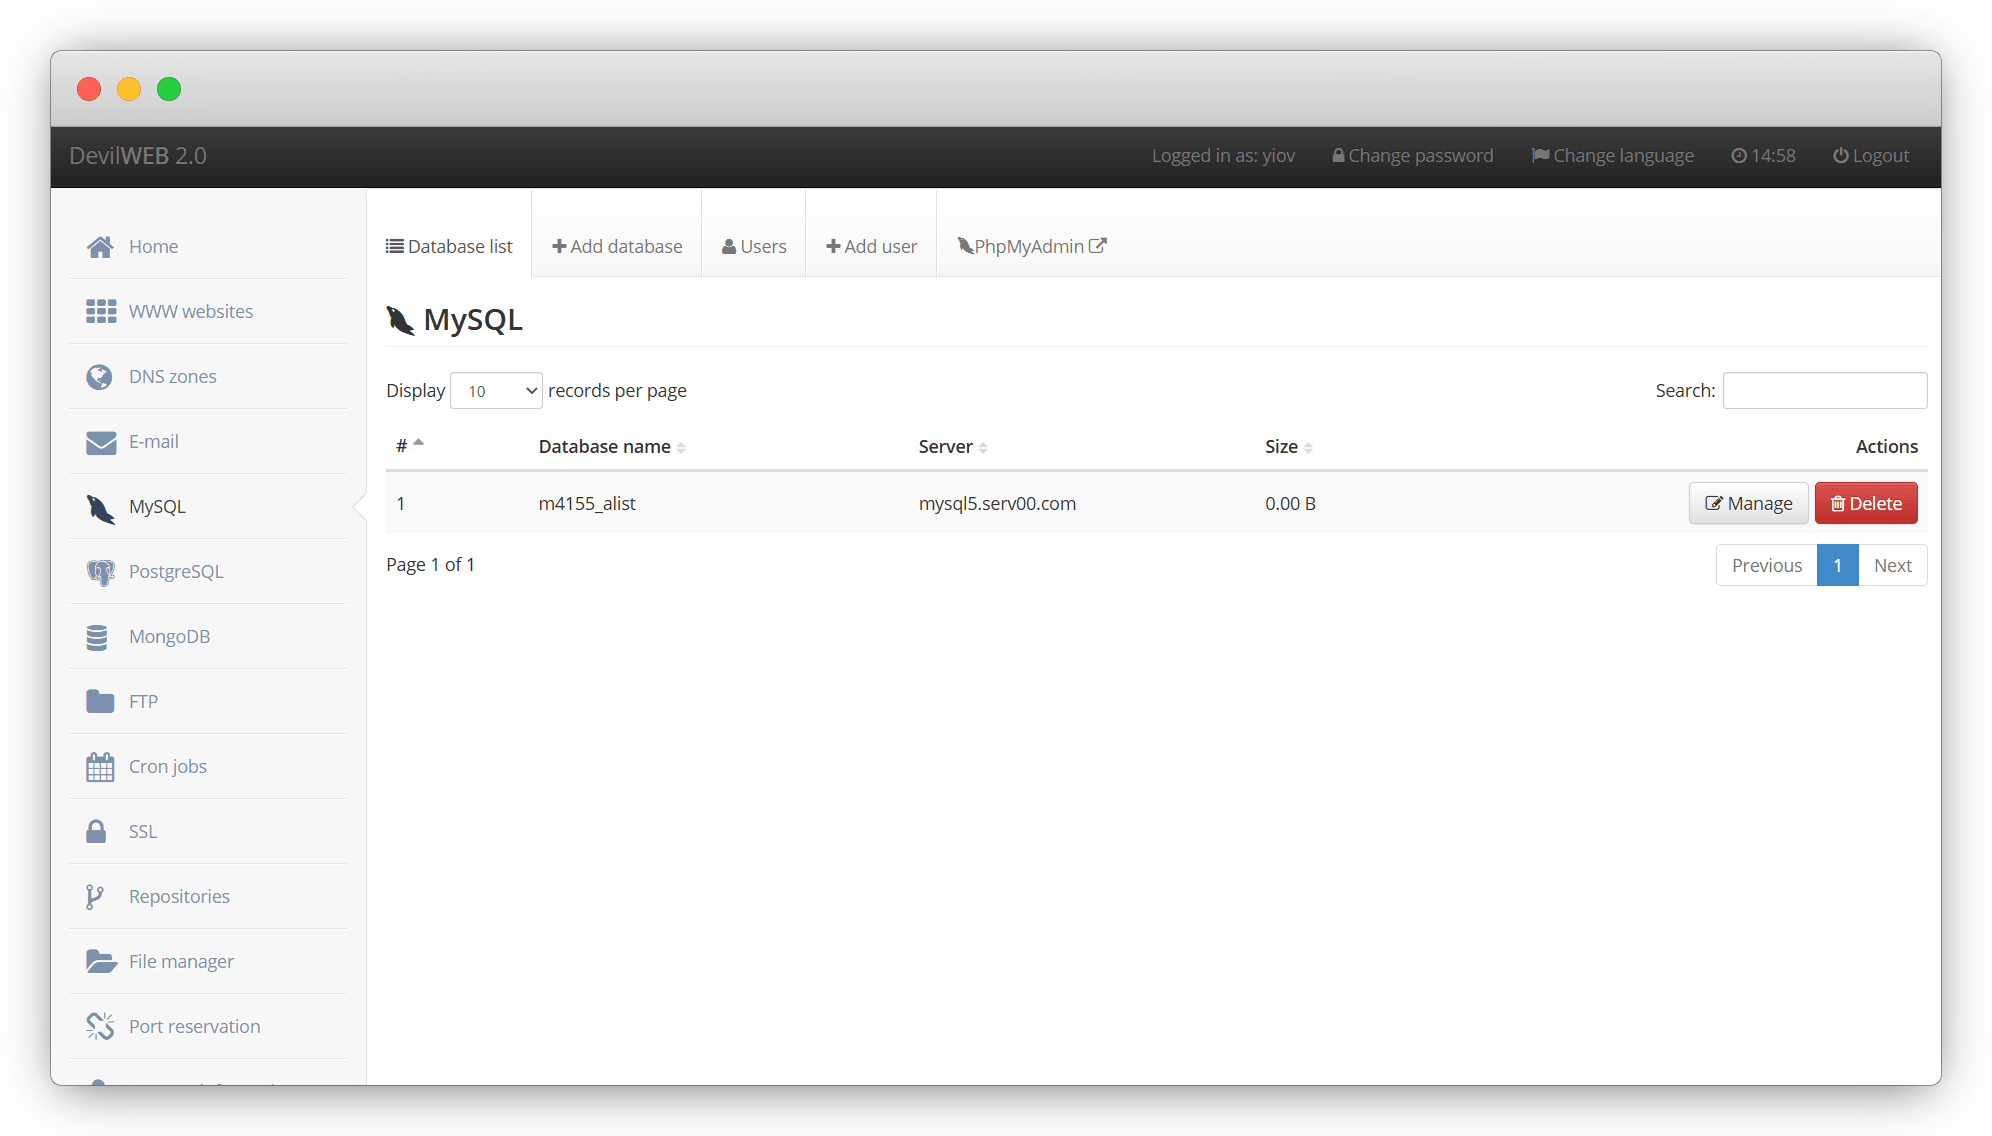 DevilWEB 2.0
Logged in as: yiov Change password Change language 14:58 Logout
Database list Add database Users Add user PhpMyAdmin
Home
WWW websites
DNS zones
E-mail
MySQL
PostgreSQL
MongoDB
FTP
Cron jobs
SSL
Repositories
File manager
Port reservation
MySQL
Display 10 records per page
Search:
# Database name Server Size Actions
1 m4155_alist mysql5.serv00.com 0.00 B Manage Delete
Page 1 of 1
Previous 1 Next